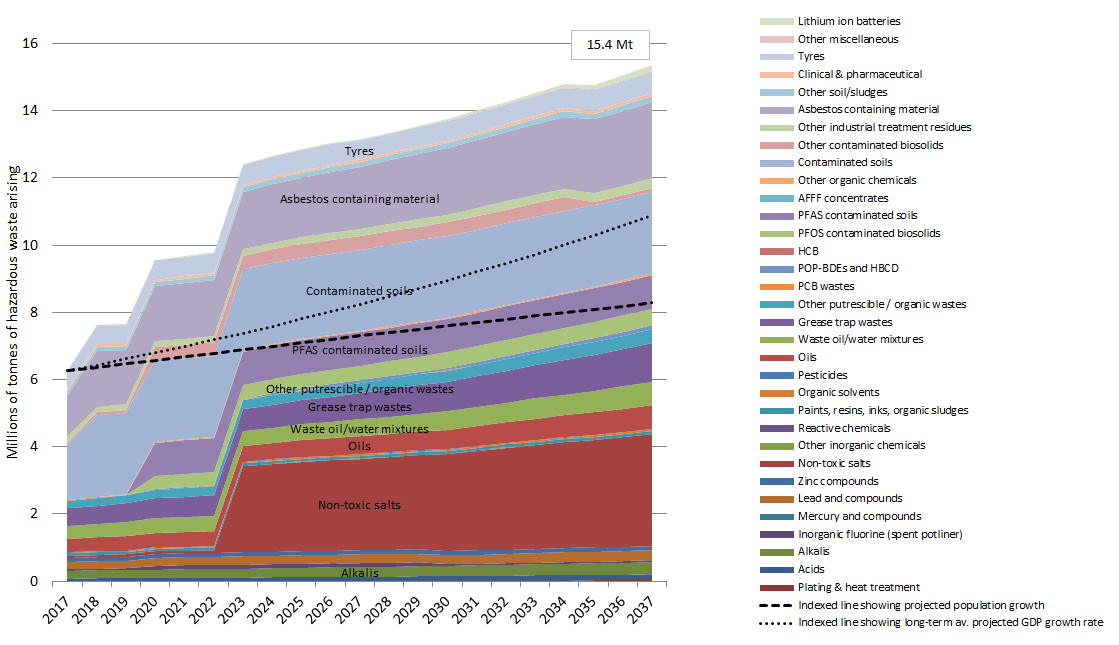 Millions of tonnes of hazardous waste arising
16
14
12
10
8
6
4
2
0
15.4 Mt
Tyres
Asbestos containing material
Contaminated soils
PFAS contaminated soils
Other putrescible / organic wastes
Grease trap wastes
Waste oil/water mixtures
Oils
Non-toxic salts
Alkalis
2017
2018
2019
2020
2021
2022
2023
2024
2025
2026
2027
2028
2029
2030
2031
2032
2033
2034
2035
2036
2037
Lithium ion batteries
Other miscellaneous
Tyres
Clinical & pharmaceutical
Other soil/sludges
Asbestos containing material
Other industrial treatment residues
Other contaminated biosolids
Contaminated soils
Other organic chemicals
AFFF concentrates
PFAS contaminated soils
PFOS contaminated biosolids
HCB
POP-BDEs and HBCD
PCB wastes
Other putrescible / organic wastes
Grease trap wastes
Waste oil/water mixtures
Oils
Pesticides
Organic solvents
Paints, resins, inks, organic sludges
Reactive chemicals
Other inorganic chemicals
Non-toxic salts
Zinc compounds
Lead and compounds
Mercury and compounds
Inorganic fluorine (spent potliner)
Alkalis
Acids
Plating & heat treatment
Indexed line showing projected population growth
Indexed line showing long-term av. projected GDP growth rate